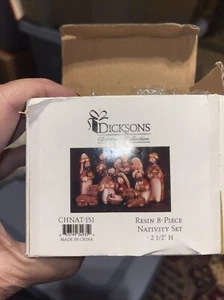 DICKSONS
CHNAT-151
MADE IN CHINA
RESIN 8-PIECE
NATIVITY SET
2 1/2" H